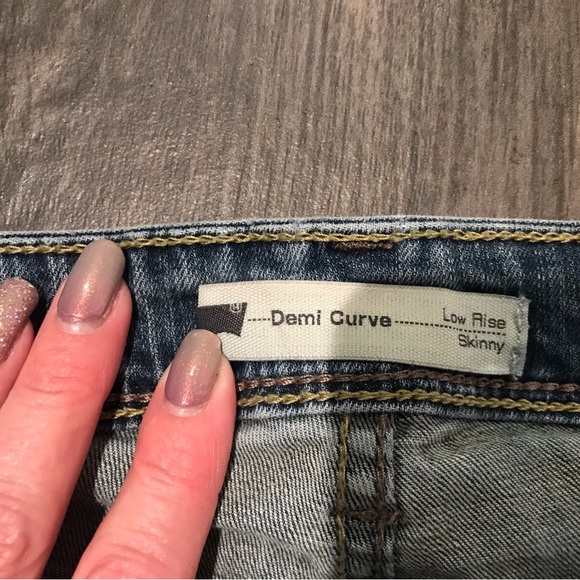 Demi Curve
Low Rise
Skinny